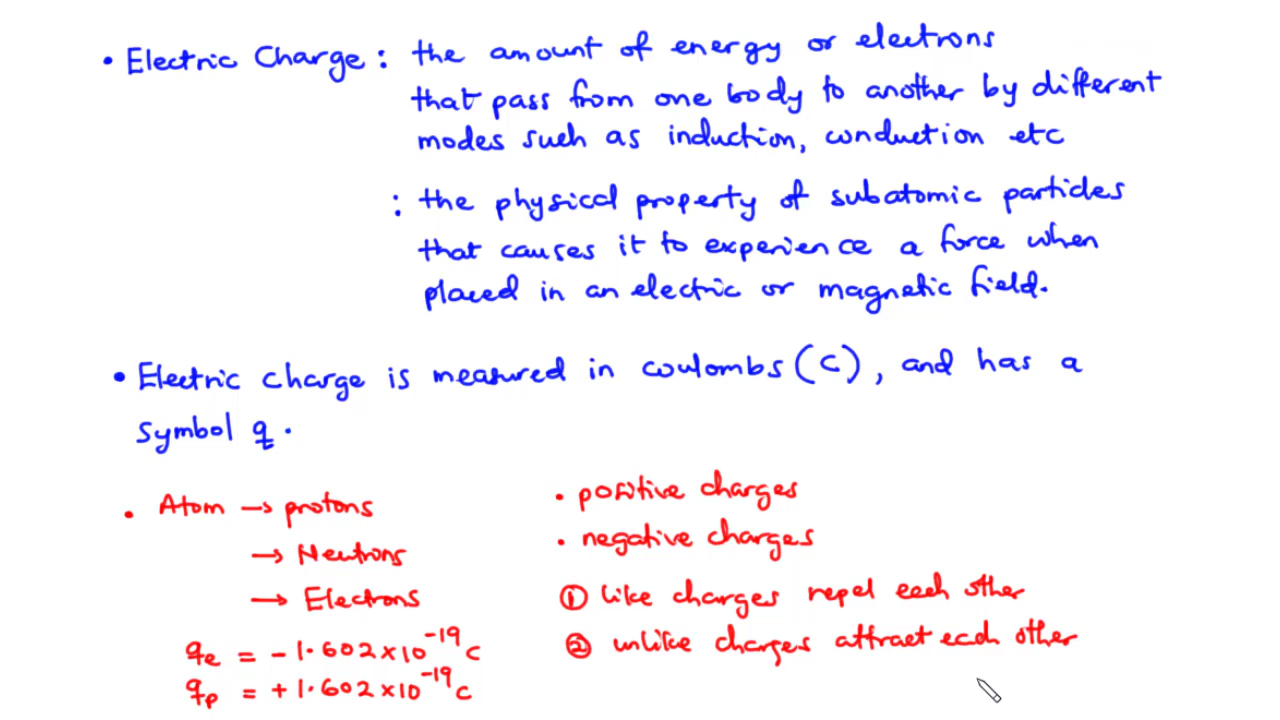 • Electric Charge : the amount of energy or electrons
that pass from one body to another by different
modes such as induction, conduction etc
: the physical property of subatomic particles
that causes it to experience a force when
placed in an electric or magnetic field.
• Electric charge is measured in coulombs (C), and has a
symbol q.
• Atom → protons
→ Neutrons
→ Electrons
qe = -1.602×10^-19 C
qp = +1.602×10^-19 C
• positive charges
• negative charges
① like charges repel each other
② unlike charges attract each other